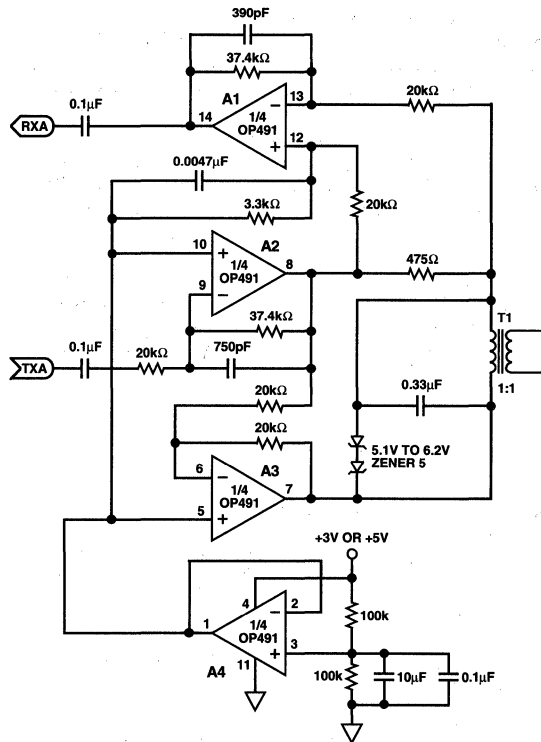 390pF
37.4kΩ
A1
13
20kΩ
0.1μF
14
1/4
OP491
RXA
12
0.0047μF
3.3kΩ
20kΩ
A2
10
1/4
OP491
8
475Ω
9
T1
37.4kΩ
0.1μF
20kΩ
750pF
TXA
1:1
0.33μF
20kΩ
20kΩ
5.1V TO 6.2V
ZENER 5
6
A3
1/4
OP491
7
5
+3V OR +5V
4
2
1/4
OP491
1
100k
3
A4
11
100k
10μF
0.1μF